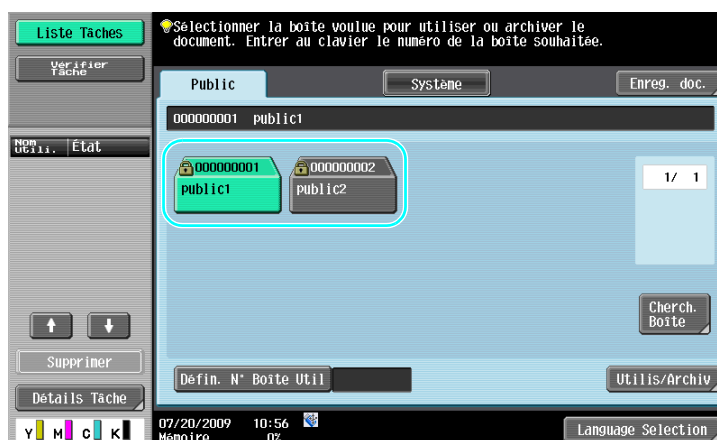 Liste Tâches
Sélectionner la boîte voulue pour utiliser ou archiver le
document. Entrer au clavier le numéro de la boîte souhaitée.
Vérifier
Tâche
Public
Système
Enreg. doc.
000000001 public1
Nom
Utili. État
000000001
public1
000000002
public2
1/ 1
Cherch.
Boîte
Supprimer
Défin. N° Boîte Util
Utilis/Archiv
Détails Tâche
Y M C K
07/20/2009 10:56
Mémoire 0%
Language Selection